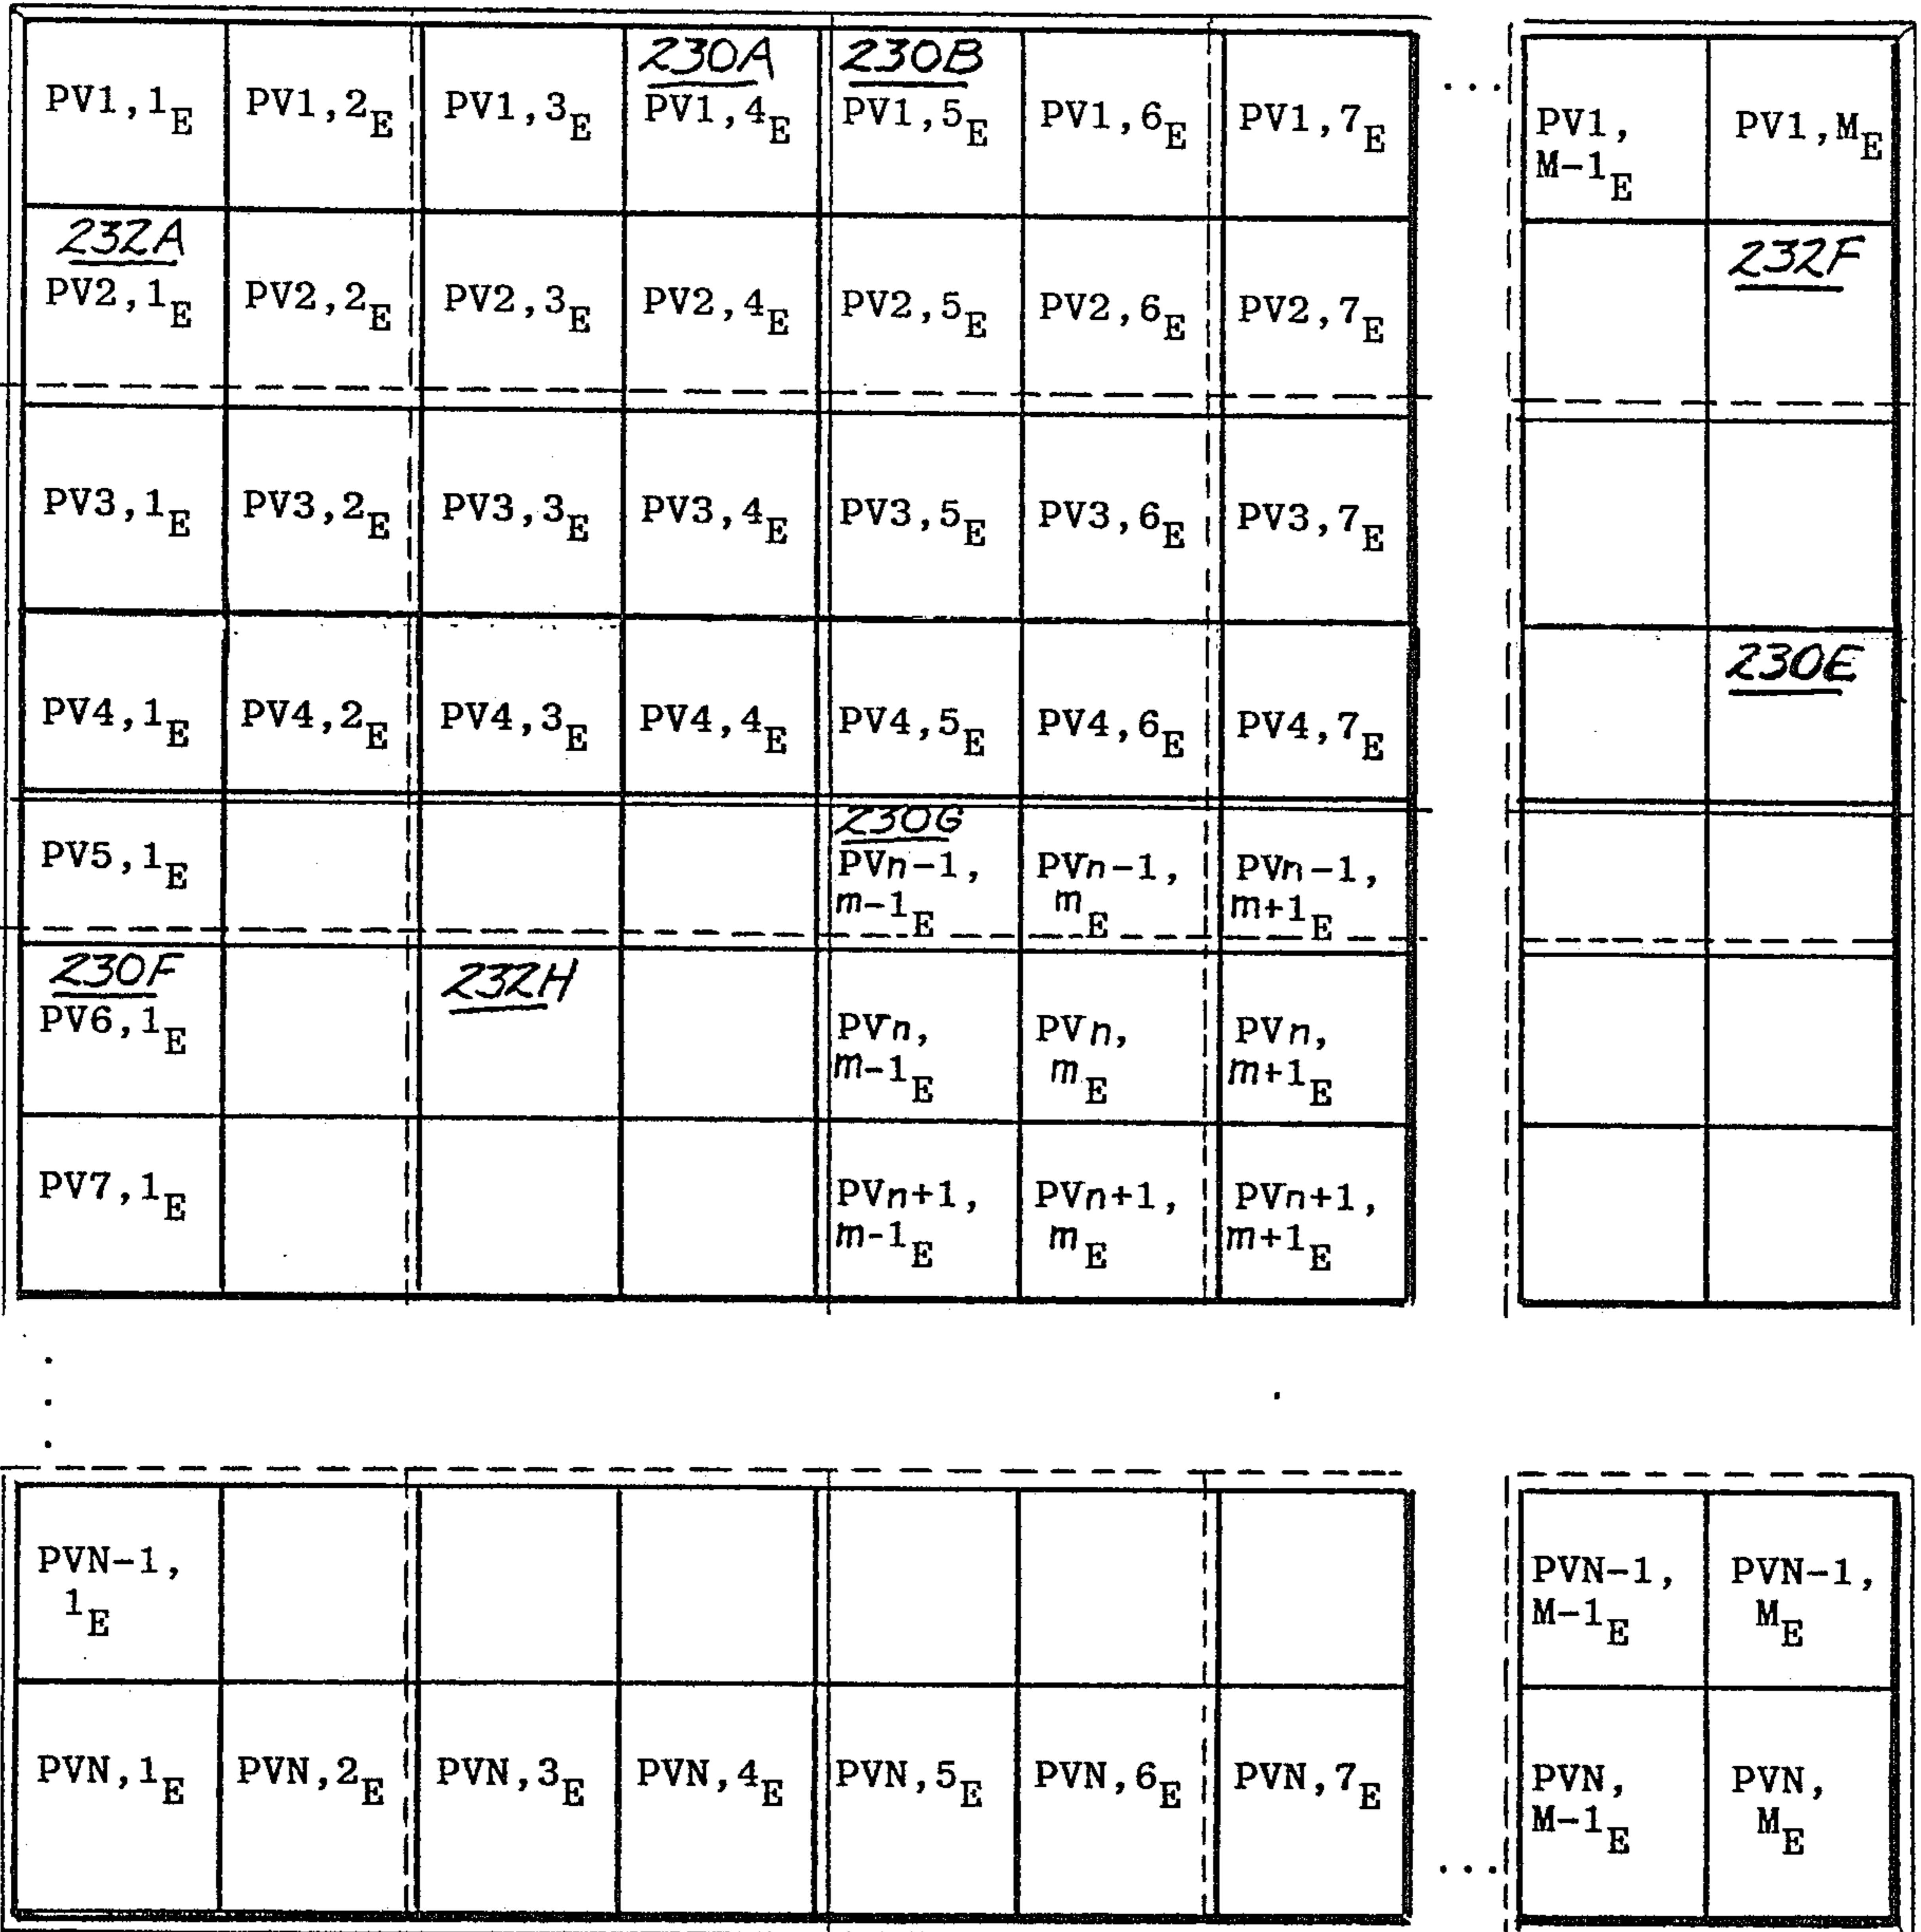 230A 230B
PV1,1E PV1,2E PV1,3E PV1,4E PV1,5E PV1,6E PV1,7E ... PV1, M-1E PV1,ME
232A 232F
PV2,1E PV2,2E PV2,3E PV2,4E PV2,5E PV2,6E PV2,7E
PV3,1E PV3,2E PV3,3E PV3,4E PV3,5E PV3,6E PV3,7E
230E
PV4,1E PV4,2E PV4,3E PV4,4E PV4,5E PV4,6E PV4,7E
230G
PV5,1E PVn-1, m-1E PVn-1, mE PVn-1, m+1E
230F 232H
PV6,1E PVn, m-1E PVn, mE PVn, m+1E
PV7,1E PVn+1, m-1E PVn+1, mE PVn+1, m+1E
PVN-1, 1E PVN-1, M-1E PVN-1, ME
PVN,1E PVN,2E PVN,3E PVN,4E PVN,5E PVN,6E PVN,7E ... PVN, M-1E PVN, ME